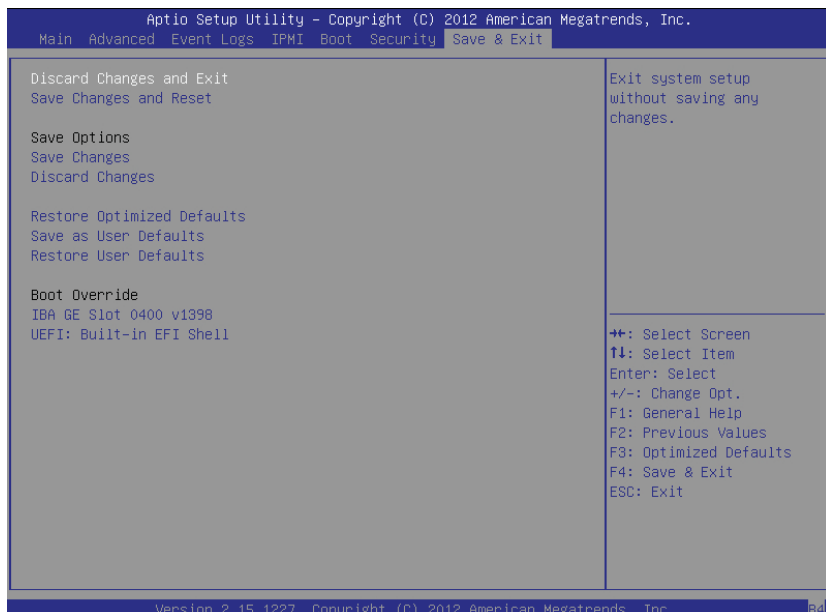 Aptio Setup Utility – Copyright (C) 2012 American Megatrends, Inc.
Main Advanced Event Logs IPMI Boot Security Save & Exit
Discard Changes and Exit
Save Changes and Reset
Save Options
Save Changes
Discard Changes
Restore Optimized Defaults
Save as User Defaults
Restore User Defaults
Boot Override
IBA GE Slot 0400 v1398
UEFI: Built-in EFI Shell
Exit system setup
without saving any
changes.
→←: Select Screen
↑↓: Select Item
Enter: Select
+/-: Change Opt.
F1: General Help
F2: Previous Values
F3: Optimized Defaults
F4: Save & Exit
ESC: Exit
Version 2.15.1227. Copyright (C) 2012 American Megatrends, Inc.
B4